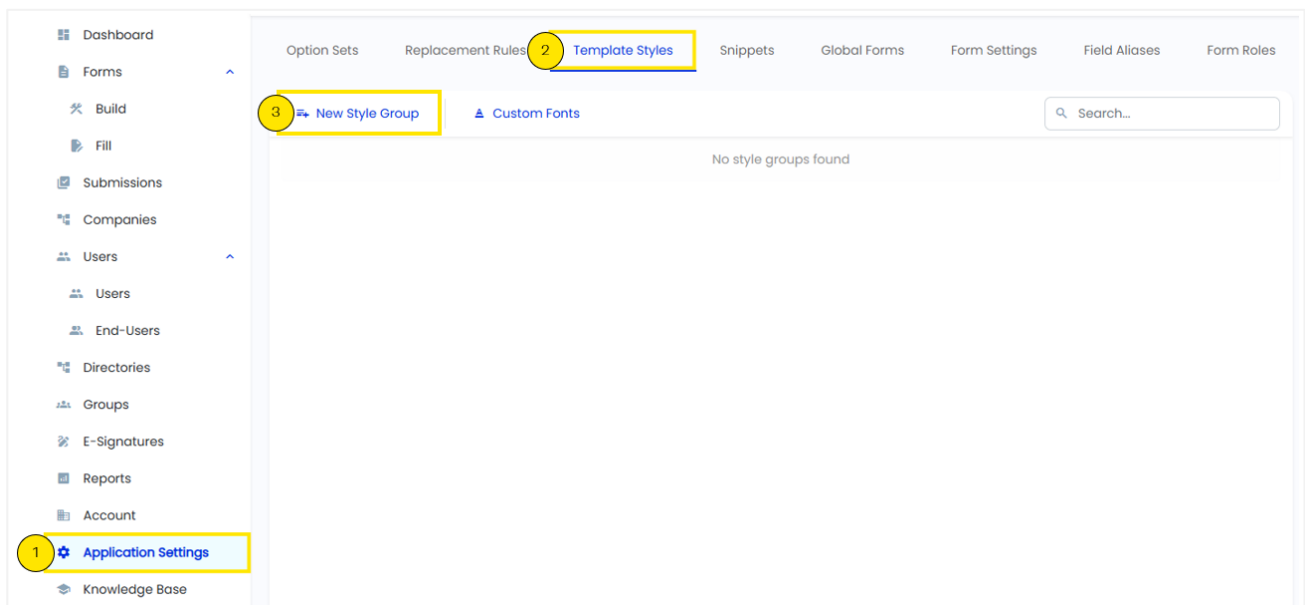 Dashboard
Forms
Build
Fill
Submissions
Companies
Users
Users
End-Users
Directories
Groups
E-Signatures
Reports
Account
1 Application Settings
Knowledge Base
Option Sets Replacement Rules 2 Template Styles Snippets Global Forms Form Settings Field Aliases Form Roles
3 New Style Group Custom Fonts Search...
No style groups found